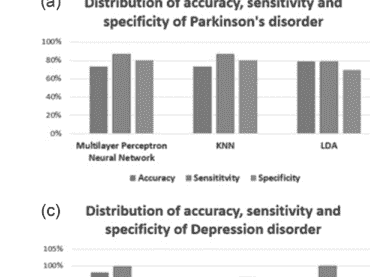 (a)
Distribution of accuracy, sensitivity and
specificity of Parkinson's disorder
100%
80%
60%
40%
20%
0%
Multilayer Perceptron
Neural Network
KNN
LDA
Accuracy Sensititvity Specificity
(c)
Distribution of accuracy, sensitivity and
specificity of Depression disorder
105%
100%